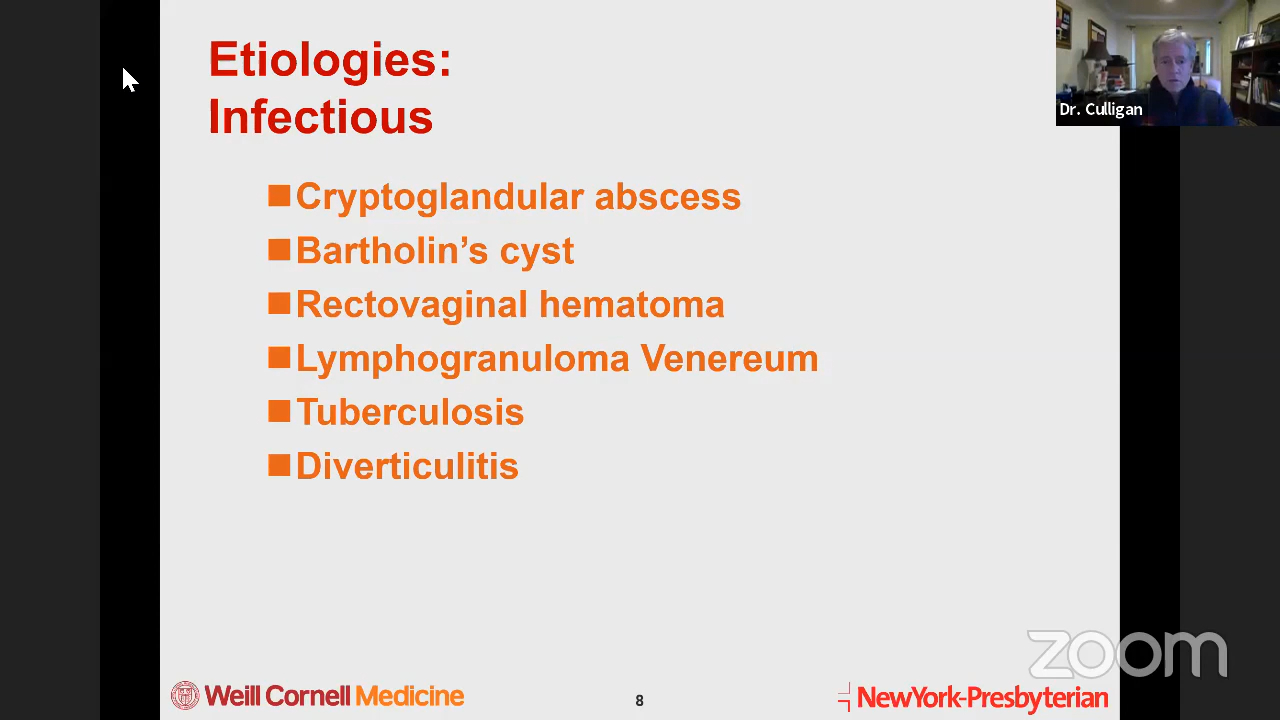 Etiologies:
Infectious
Dr. Culligan
Cryptoglandular abscess
Bartholin’s cyst
Rectovaginal hematoma
Lymphogranuloma Venereum
Tuberculosis
Diverticulitis
zoom
Weill Cornell Medicine
8
NewYork-Presbyterian